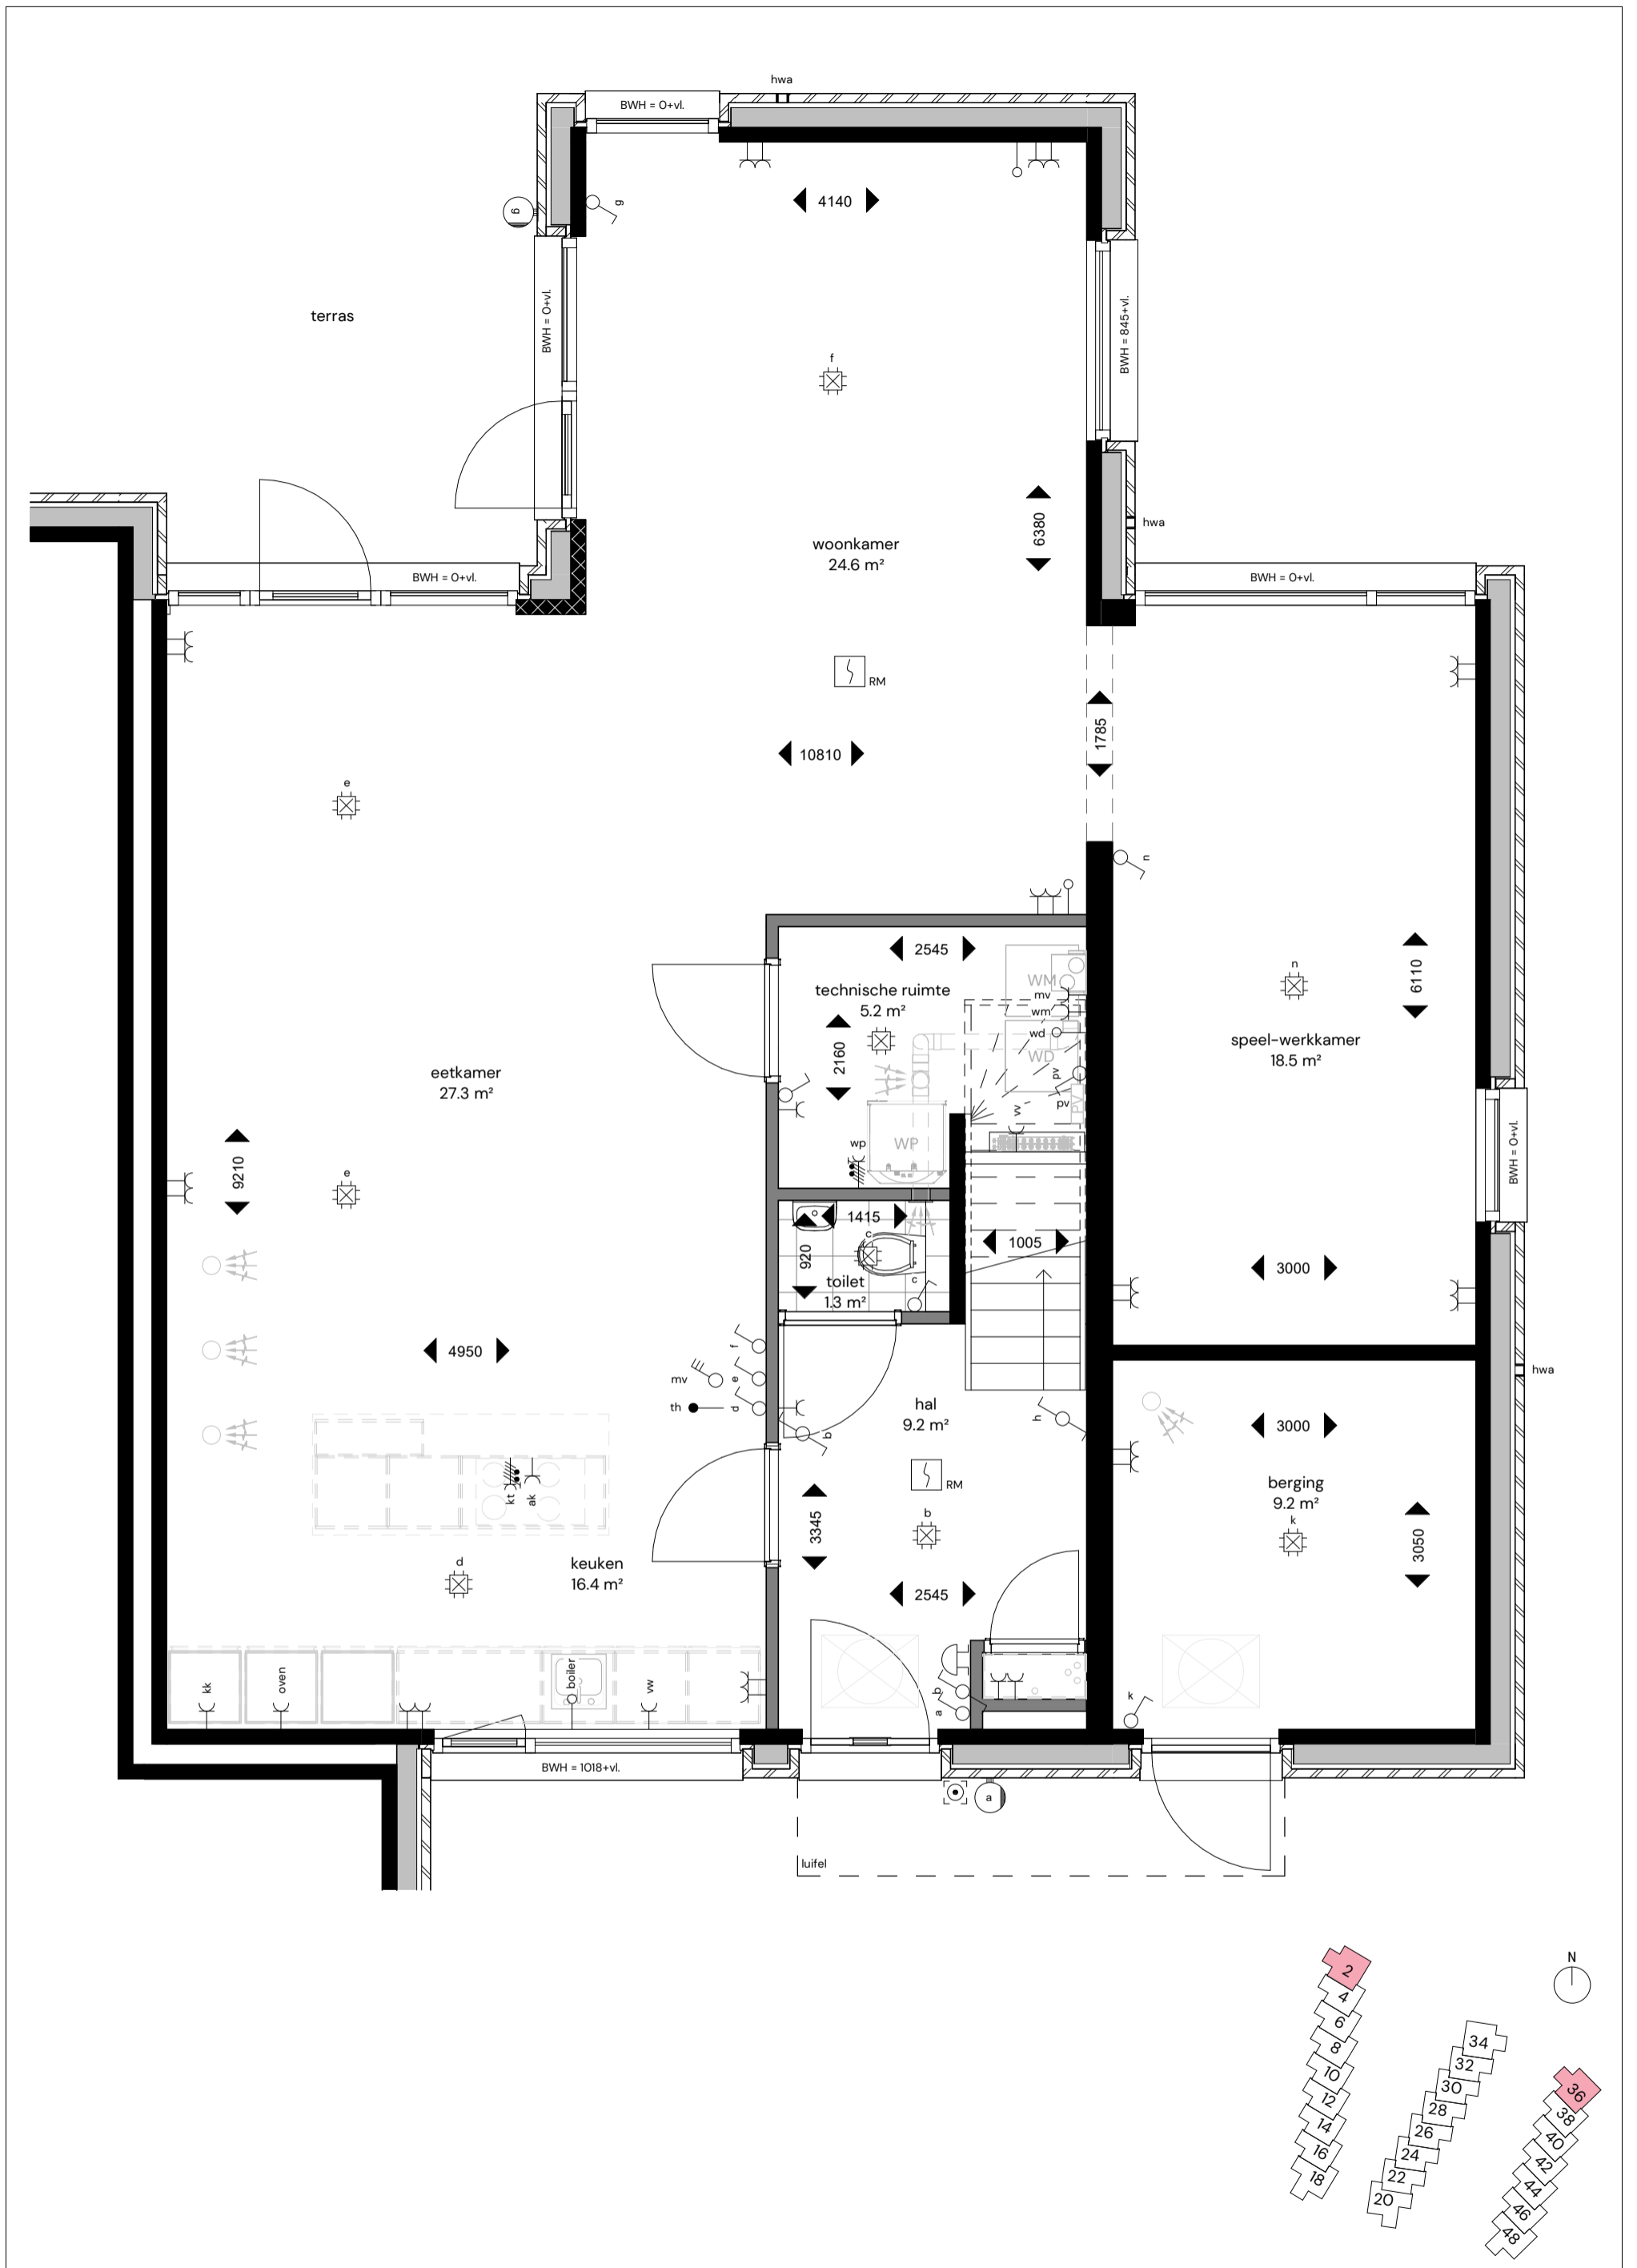 hwa
BWH = 0+vl.
4140
g
g
terras
BWH = 0+vl.
BWH = 845+vl.
f
6380
hwa
woonkamer
24.6 m²
BWH = 0+vl.
BWH = 0+vl.
RM
1785
10810
e
n
2545
WM
technische ruimte
5.2 m²
mv
wm
wd
WD
2160
pv
pv
PV
vv
n
6110
speel-werkkamer
18.5 m²
eetkamer
27.3 m²
wp
WP
BWH = 0+vl.
9210
e
1415
c
920
toilet
1.3 m²
c
1005
3000
4950
f
mv
e
th
d
b
hal
9.2 m²
h
hwa
3000
berging
9.2 m²
k
3050
kt
ak
RM
3345
b
keuken
16.4 m²
d
2545
kk
oven
boiler
vw
b
a
k
BWH = 1018+vl.
a
luifel
N
2
4
6
8
10
12
14
16
18
34
32
30
28
26
24
22
20
36
38
40
42
44
46
48